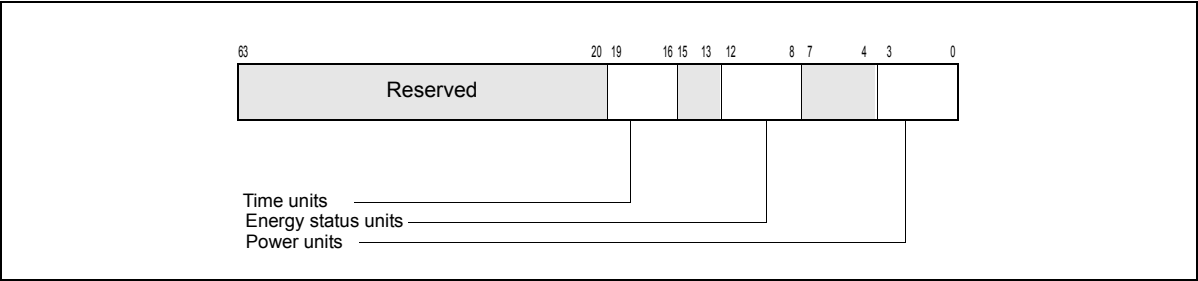 63 20 19 16 15 13 12 8 7 4 3 0
Reserved
Time units
Energy status units
Power units